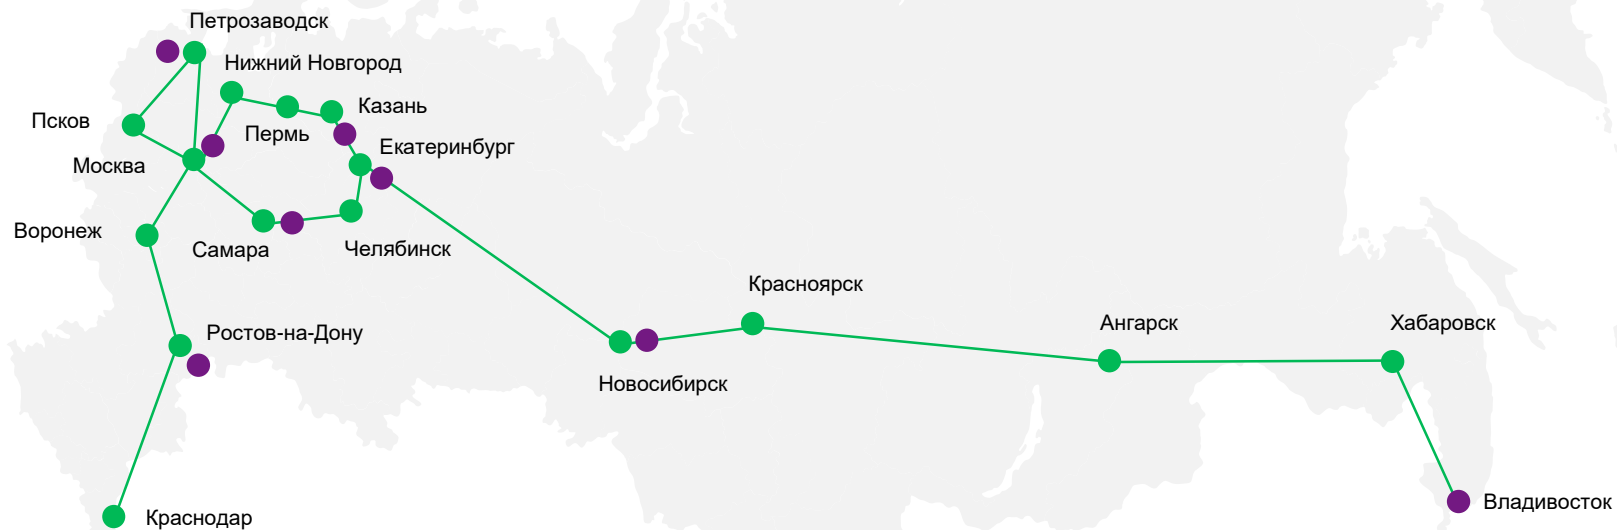 Петрозаводск
Нижний Новгород
Казань
Псков
Пермь
Екатеринбург
Москва
Воронеж
Самара
Челябинск
Красноярск
Ангарск
Хабаровск
Ростов-на-Дону
Новосибирск
Владивосток
Краснодар